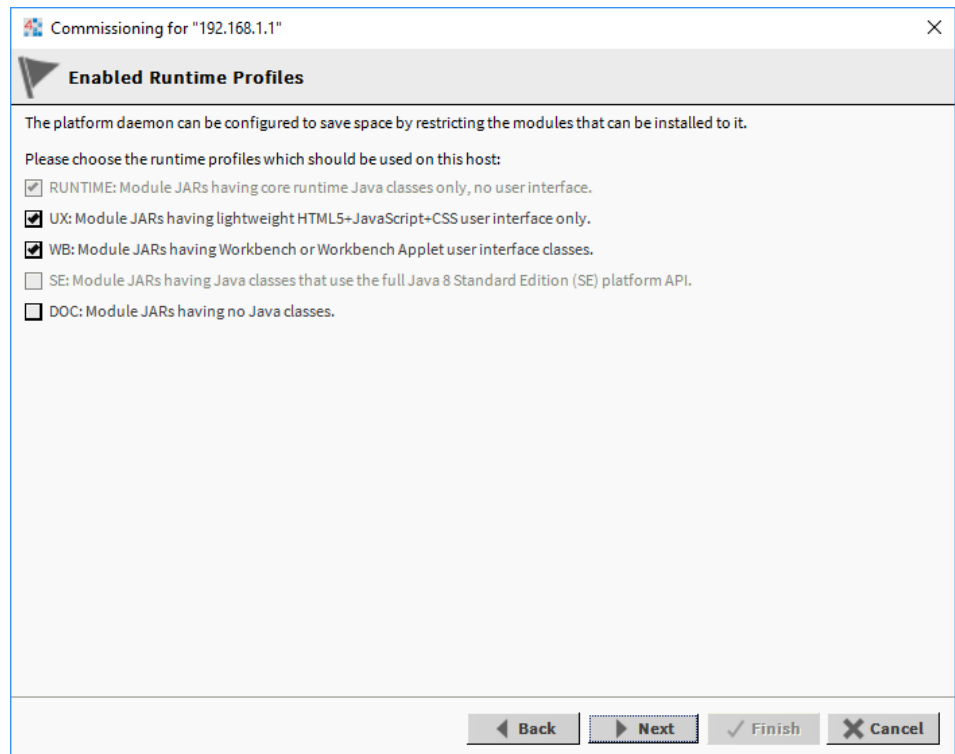 Commissioning for "192.168.1.1"
Enabled Runtime Profiles
The platform daemon can be configured to save space by restricting the modules that can be installed to it.
Please choose the runtime profiles which should be used on this host:
RUNTIME: Module JARs having core runtime Java classes only, no user interface.
UX: Module JARs having lightweight HTML5+JavaScript+CSS user interface only.
WB: Module JARs having Workbench or Workbench Applet user interface classes.
SE: Module JARs having Java classes that use the full Java 8 Standard Edition (SE) platform API.
DOC: Module JARs having no Java classes.
Back Next Finish Cancel